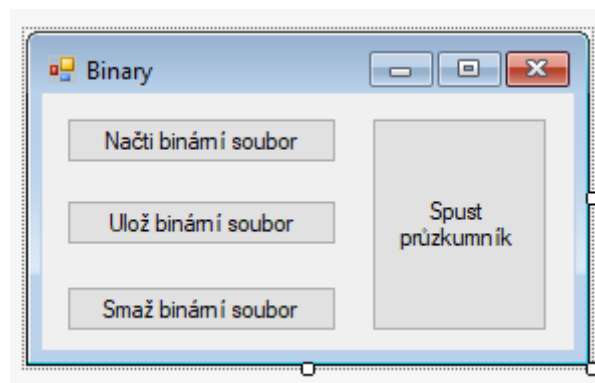 Binary
Načti binární soubor
Ulož binární soubor
Smaž binární soubor
Spust
průzkumník